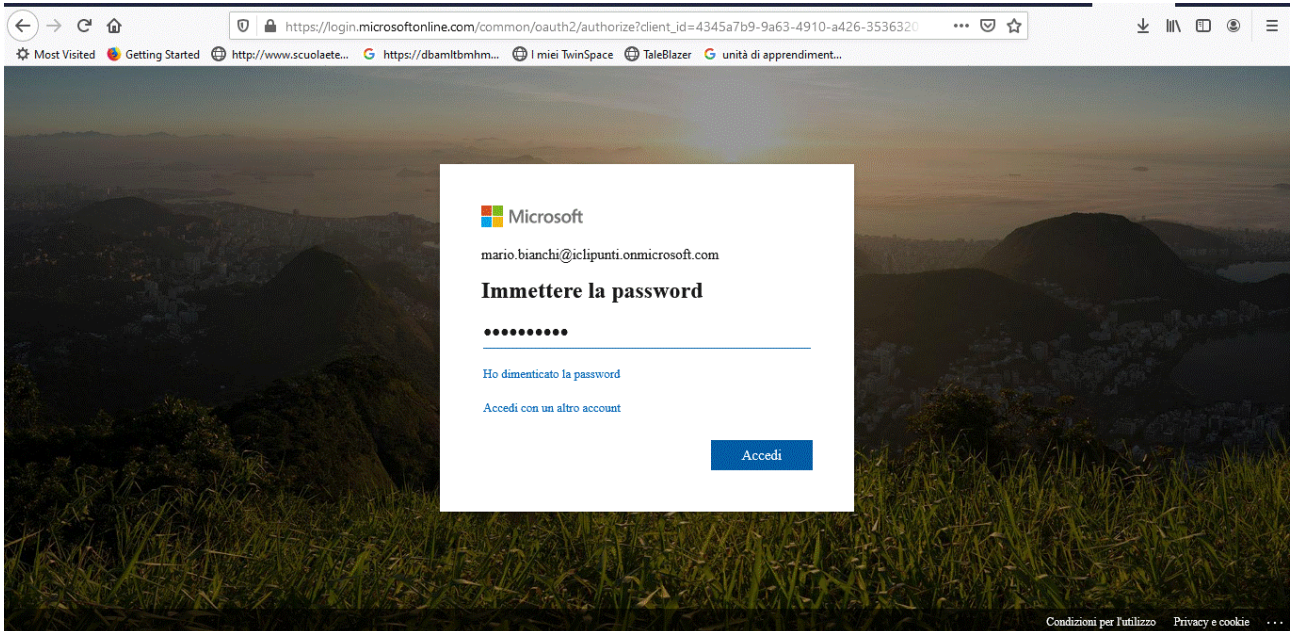 https://login.microsoftonline.com/common/oauth2/authorize?client_id=4345a7b9-9a63-4910-a426-3536320
Most Visited Getting Started http://www.scuolaete... https://dbamltbmhm... I miei TwinSpace TaleBlazer unità di apprendiment...
Microsoft
mario.bianchi@iclipunti.onmicrosoft.com
Immettere la password
••••••••••
Ho dimenticato la password
Accedi con un altro account
Accedi
Condizioni per l'utilizzo Privacy e cookie ...